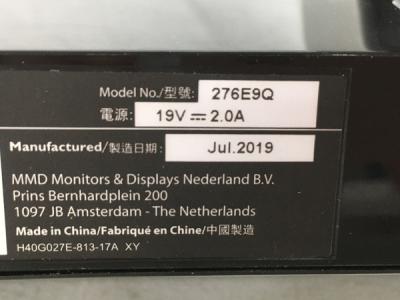 Model No./型號: 276E9Q
電源: 19V ⎓ 2.0A
Manufactured/製造日期: Jul.2019
MMD Monitors & Displays Nederland B.V.
Prins Bernhardplein 200
1097 JB Amsterdam - The Netherlands
Made in China/Fabriqué en Chine/中國製造
H40G027E-813-17A XY